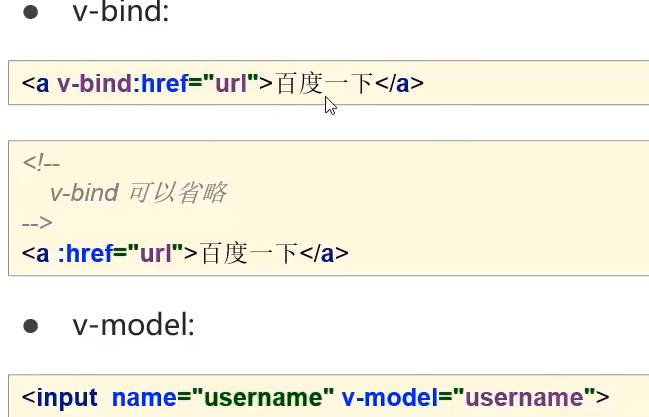 ● v-bind:
<a v-bind:href="url">百度一下</a>
<!--
v-bind 可以省略
-->
<a :href="url">百度一下</a>
● v-model:
<input name="username" v-model="username">